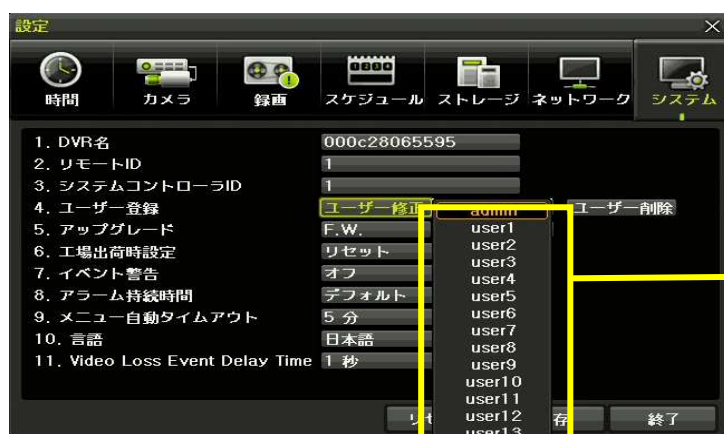 設定
時間 カメラ 録画 スケジュール ストレージ ネットワーク システム
1. DVR名 000c28065595
2. リモートID 1
3. システムコントローラID 1
4. ユーザー登録 ユーザー修正 admin ユーザー削除
5. アップグレード F.W. user1
6. 工場出荷時設定 リセット user2
user3
7. イベント警告 オフ user4
8. アラーム持続時間 デフォルト user5
9. メニュー自動タイムアウト 5 分 user6
user7
10. 言語 日本語 user8
11. Video Loss Event Delay Time 1 秒 user9
user10
user11
user12 存 終了
user13